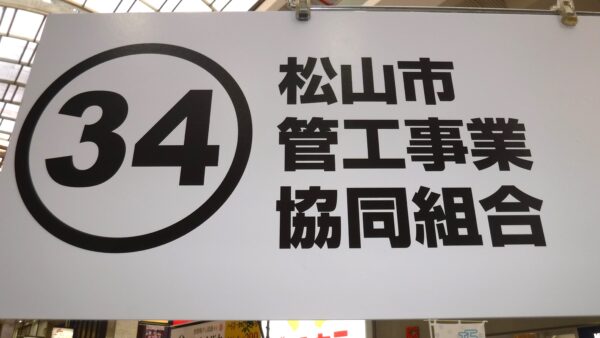 34
松山市
管工事業
協同組合